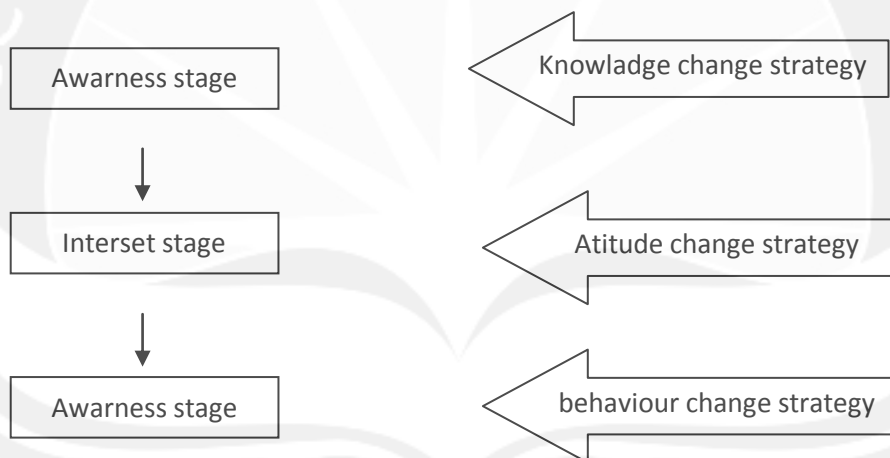 Awarness stage
Knowladge change strategy
Interset stage
Atitude change strategy
Awarness stage
behaviour change strategy